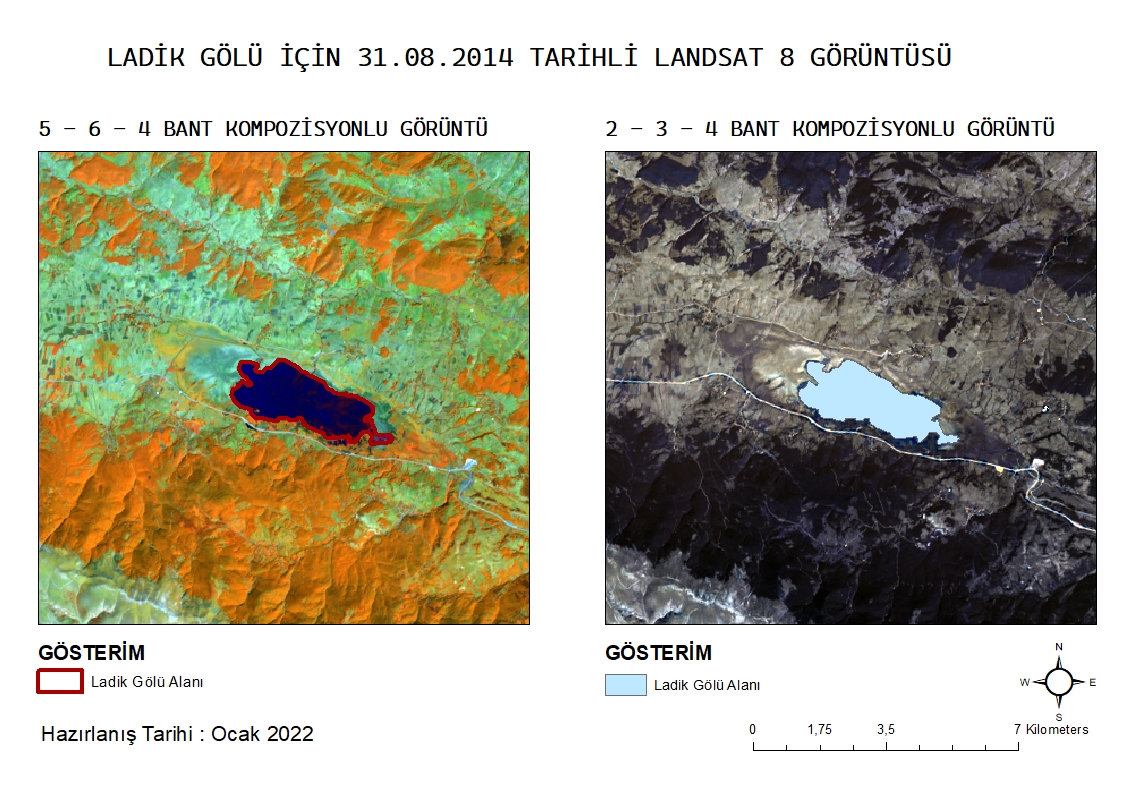 LADİK GÖLÜ İÇİN 31.08.2014 TARİHLİ LANDSAT 8 GÖRÜNTÜSÜ
5 - 6 - 4 BANT KOMPOZİSYONLU GÖRÜNTÜ
2 - 3 - 4 BANT KOMPOZİSYONLU GÖRÜNTÜ
GÖSTERİM
Ladik Gölü Alanı
Hazırlanış Tarihi : Ocak 2022
GÖSTERİM
Ladik Gölü Alanı
N
W E
S
0 1,75 3,5 7 Kilometers